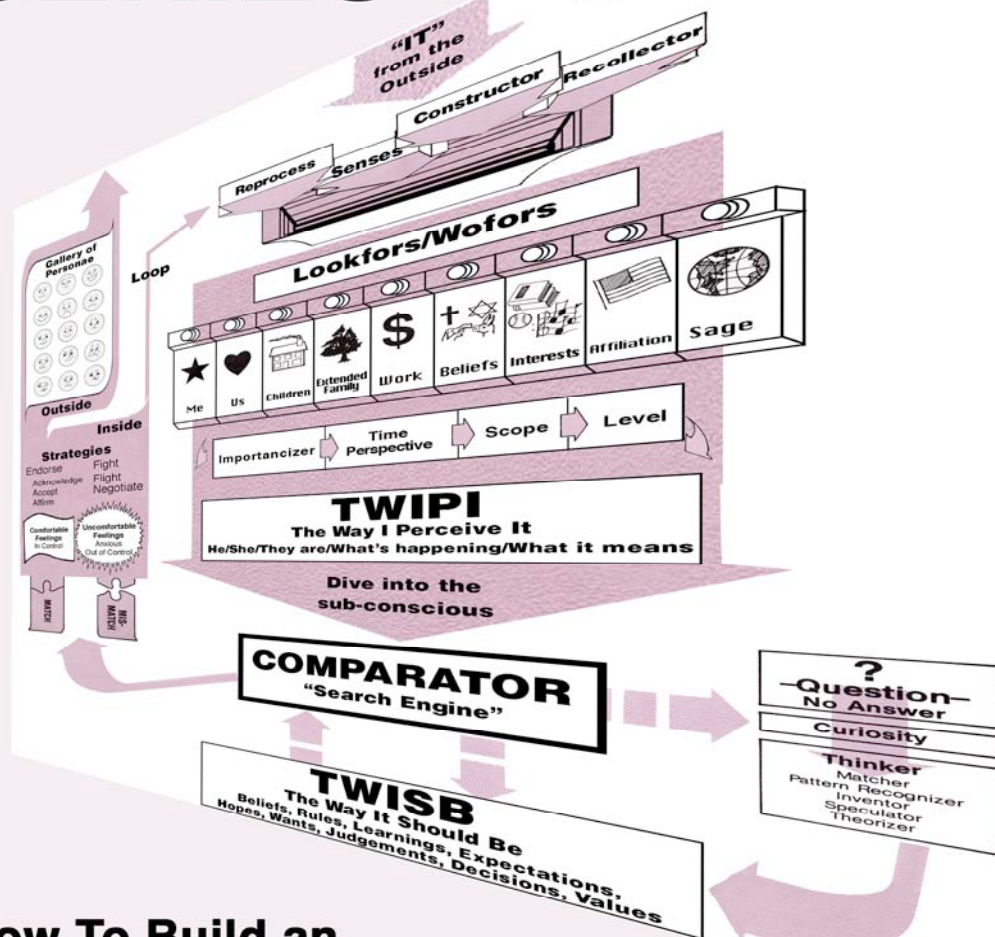 "IT"
from the
Outside
Recollector
Constructor
Senses
Reprocess
Lookfors/Wofors
Me
Us
Children
Extended
Family
Work
Beliefs
Interests
Affiliation
Sage
Importancizer
Time
Perspective
Scope
Level
TWIPI
The Way I Perceive It
He/She/They are/What's happening/What it means
Dive into the
sub-conscious
Loop
Gallery of
Personae
Outside
Inside
Strategies
Endorse
Acknowledge
Accept
Affirm
Fight
Flight
Negotiate
Comfortable
Feelings
In Control
Uncomfortable
Feelings
Anxious
Out of Control
MATCH
MIS-
MATCH
COMPARATOR
"Search Engine"
?
–Question–
No Answer
Curiosity
Thinker
Matcher
Pattern Recognizer
Inventor
Speculator
Theorizer
TWISB
The Way It Should Be
Beliefs, Rules, Learnings, Expectations,
Hopes, Wants, Judgements, Decisions, Values
To Build an